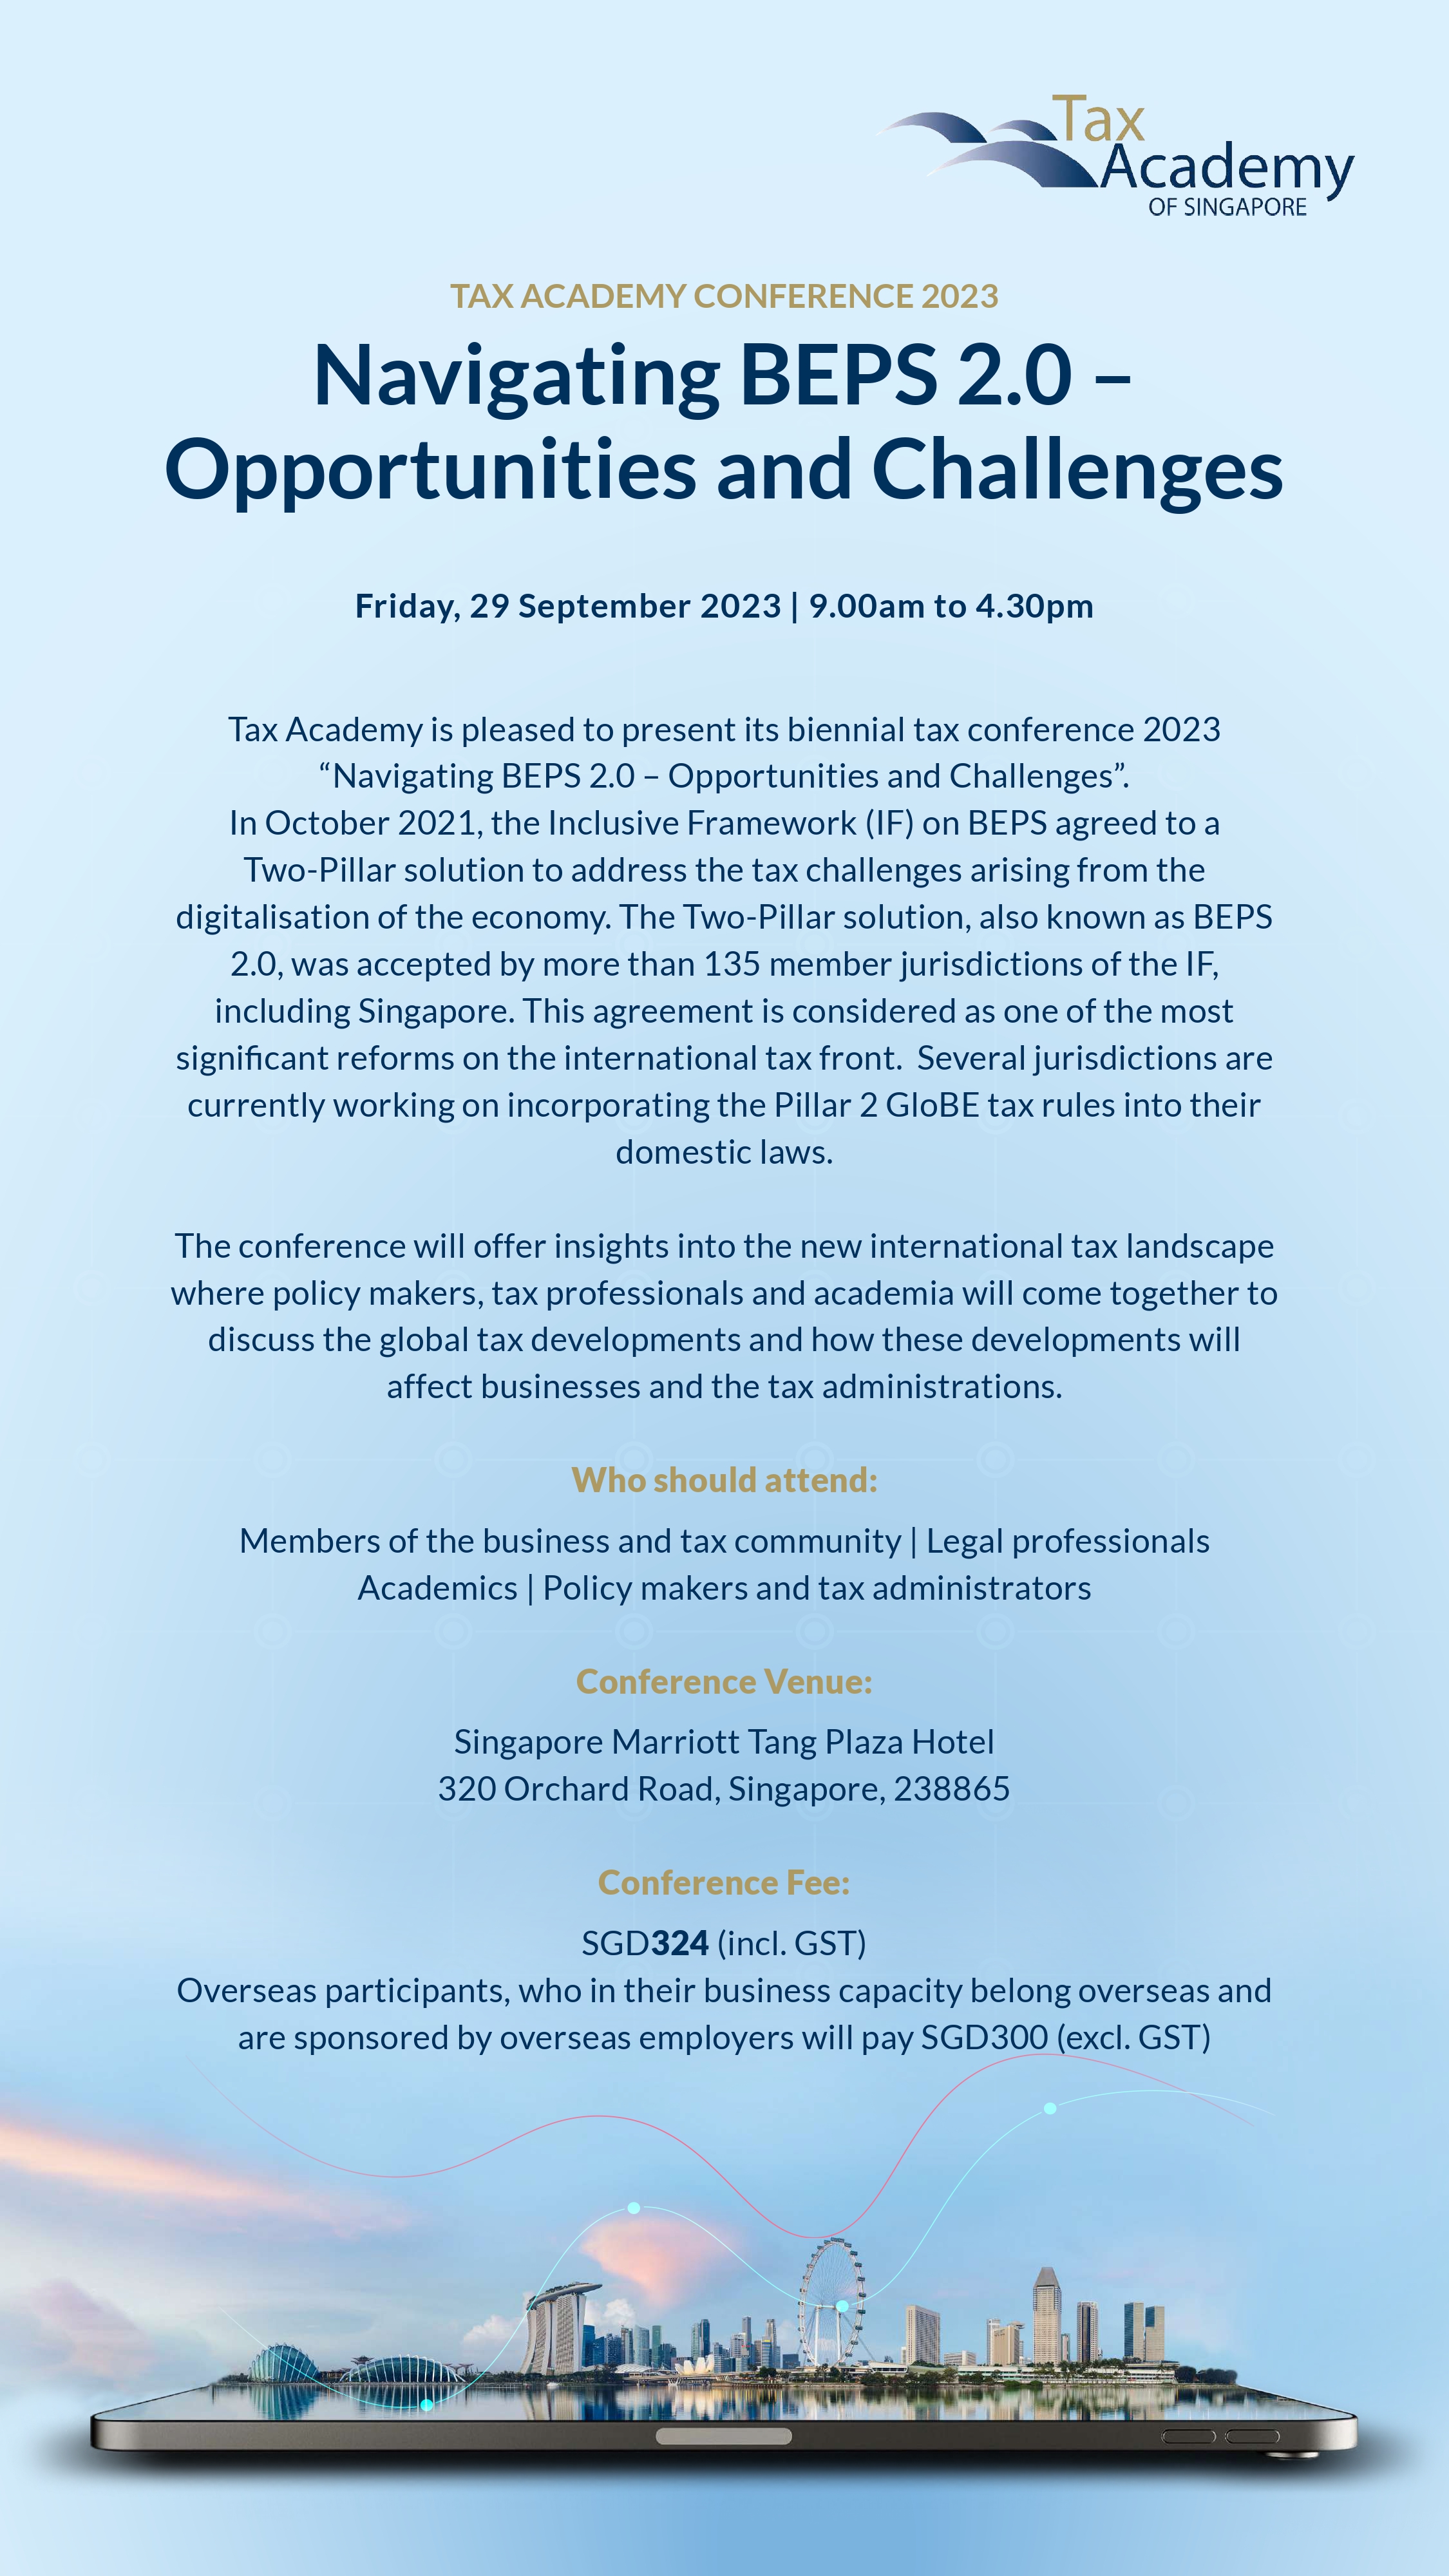 Tax
Academy
OF SINGAPORE
TAX ACADEMY CONFERENCE 2023
Navigating BEPS 2.0 –
Opportunities and Challenges
Friday, 29 September 2023 | 9.00am to 4.30pm
Tax Academy is pleased to present its biennial tax conference 2023
“Navigating BEPS 2.0 – Opportunities and Challenges”.
In October 2021, the Inclusive Framework (IF) on BEPS agreed to a
Two-Pillar solution to address the tax challenges arising from the
digitalisation of the economy. The Two-Pillar solution, also known as BEPS
2.0, was accepted by more than 135 member jurisdictions of the IF,
including Singapore. This agreement is considered as one of the most
significant reforms on the international tax front.  Several jurisdictions are
currently working on incorporating the Pillar 2 GloBE tax rules into their
domestic laws.
The conference will offer insights into the new international tax landscape
where policy makers, tax professionals and academia will come together to
discuss the global tax developments and how these developments will
affect businesses and the tax administrations.
Who should attend:
Members of the business and tax community | Legal professionals
Academics | Policy makers and tax administrators
Conference Venue:
Singapore Marriott Tang Plaza Hotel
320 Orchard Road, Singapore, 238865
Conference Fee:
SGD324 (incl. GST)
Overseas participants, who in their business capacity belong overseas and
are sponsored by overseas employers will pay SGD300 (excl. GST)